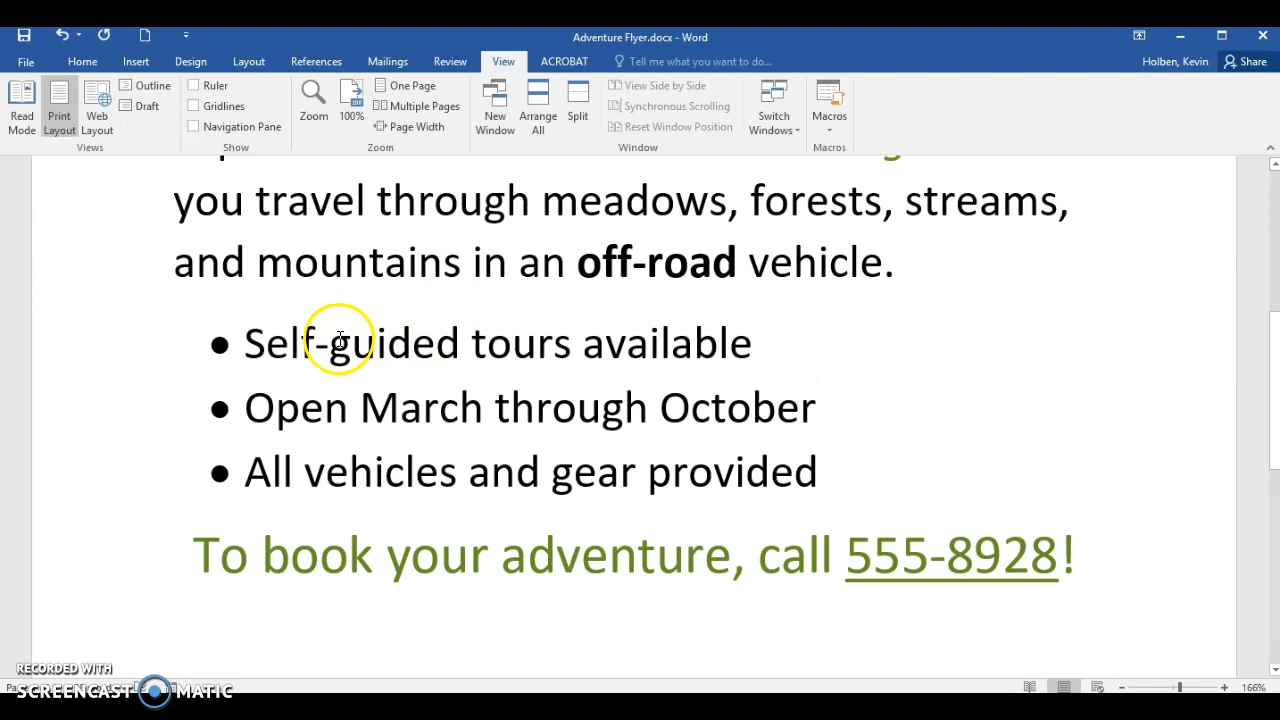 Adventure Flyer.docx - Word
File Home Insert Design Layout References Mailings Review View ACROBAT Tell me what you want to do... Holben, Kevin Share
Read Mode
Print Layout
Web Layout
Outline
Draft
Views
Ruler
Gridlines
Navigation Pane
Show
Zoom
100%
One Page
Multiple Pages
Page Width
Zoom
New Window
Arrange All
Split
View Side by Side
Synchronous Scrolling
Reset Window Position
Window
Switch Windows
Macros
Macros
you travel through meadows, forests, streams,
and mountains in an off-road vehicle.
• Self-guided tours available
• Open March through October
• All vehicles and gear provided
To book your adventure, call 555-8928!
RECORDED WITH
SCREENCAST MATIC
166%